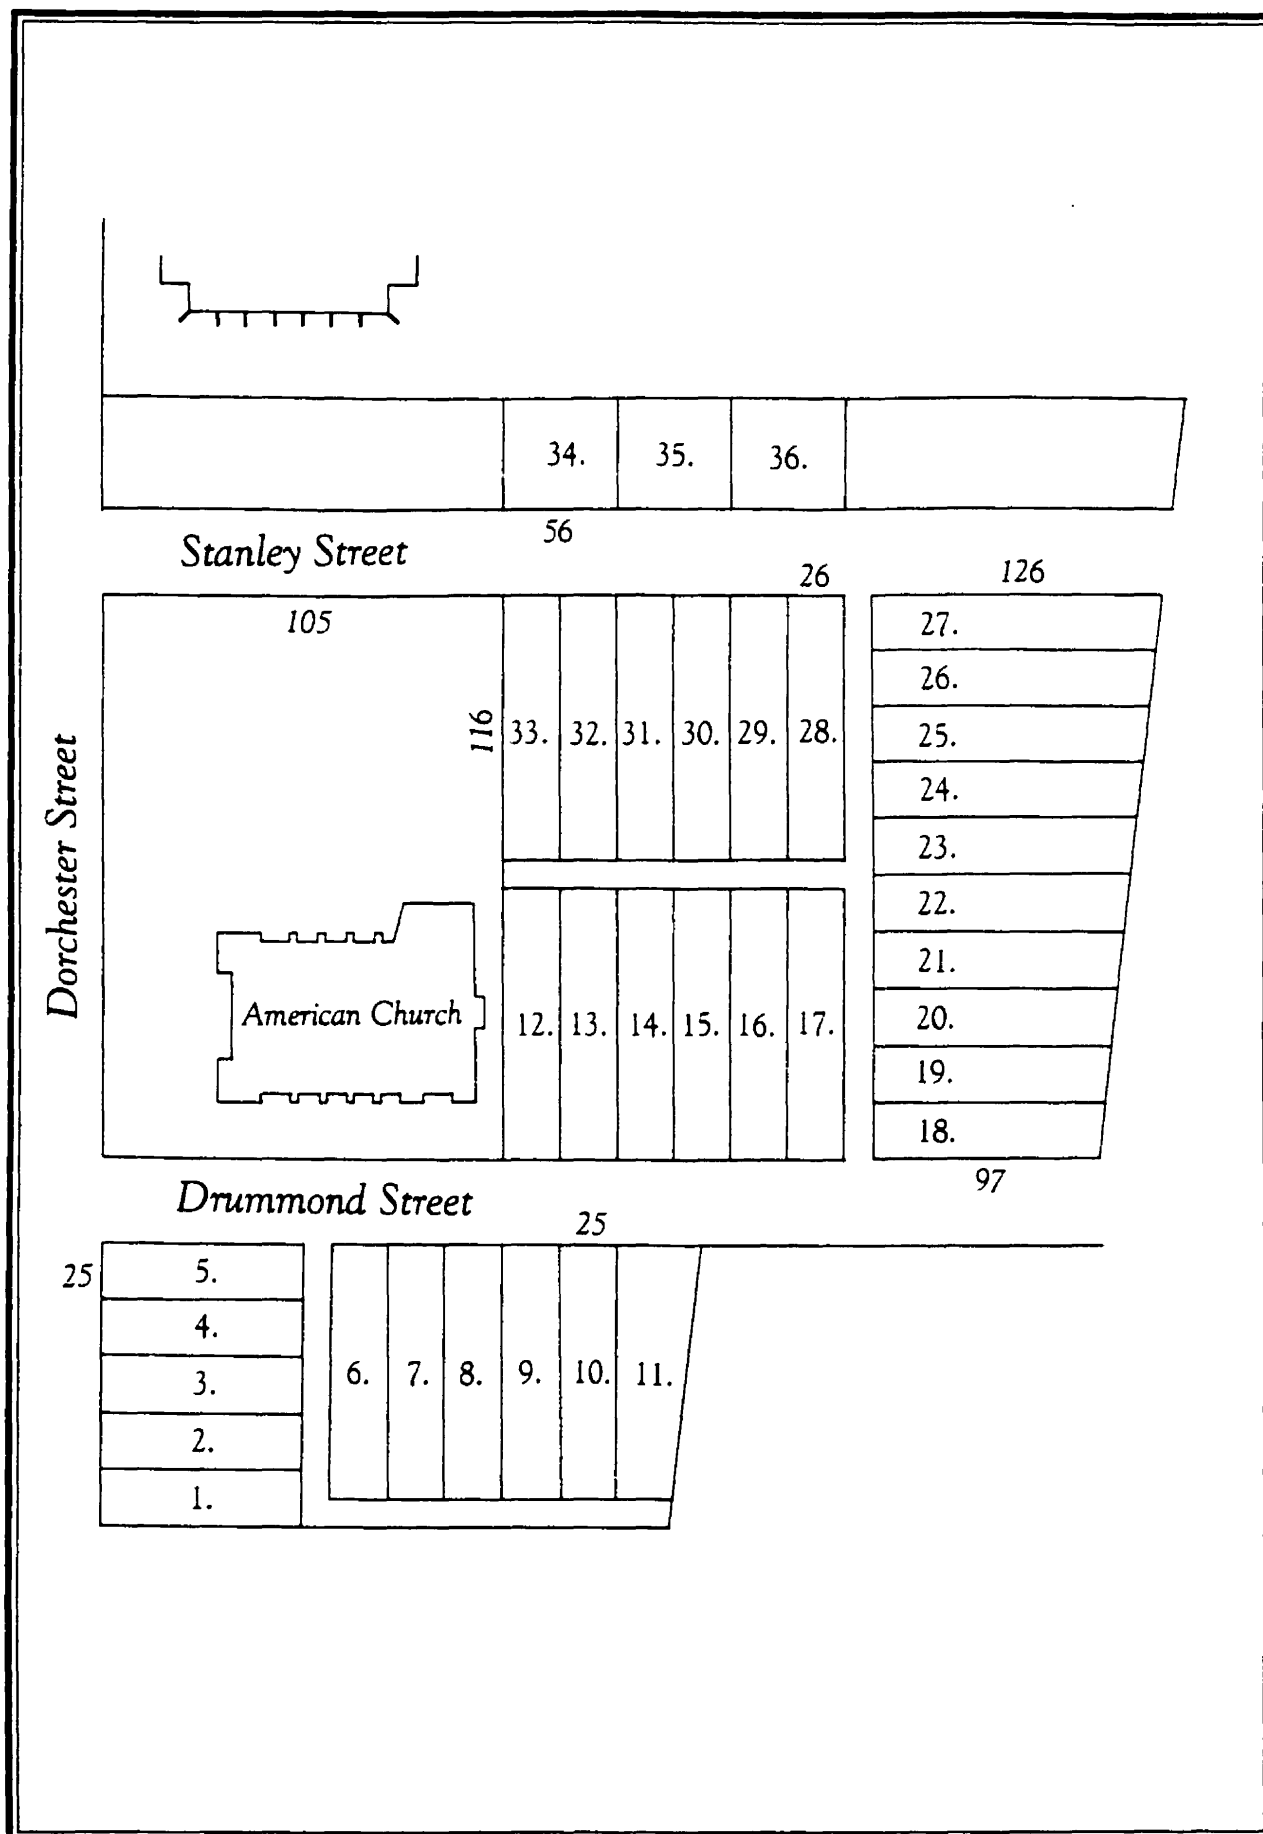 34. 35. 36.
56
Stanley Street
26 126
105
27.
26.
25.
24.
23.
22.
21.
20.
19.
18.
97
116
33. 32. 31. 30. 29. 28.
Dorchester Street
American Church
12. 13. 14. 15. 16. 17.
Drummond Street
25
25
5.
4.
3.
2.
1.
6. 7. 8. 9. 10. 11.